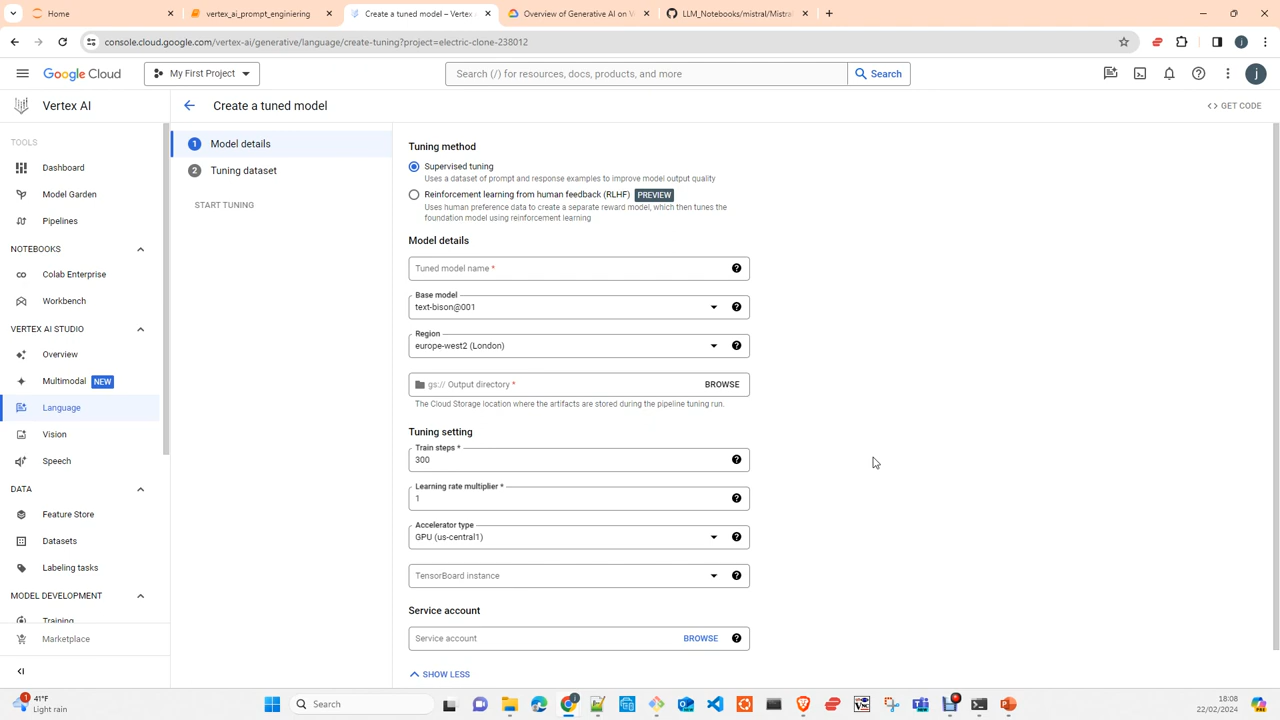 Home
vertex_ai_prompt_enginiering
Create a tuned model – Vertex
Overview of Generative AI on V
LLM_Notebooks/mistral/Mistral
console.cloud.google.com/vertex-ai/generative/language/create-tuning?project=electric-clone-238012
j
Google Cloud
My First Project
Search (/) for resources, docs, products, and more
Search
j
Vertex AI
Create a tuned model
GET CODE
TOOLS
Dashboard
Model Garden
Pipelines
NOTEBOOKS
Colab Enterprise
Workbench
VERTEX AI STUDIO
Overview
Multimodal NEW
Language
Vision
Speech
DATA
Feature Store
Datasets
Labeling tasks
MODEL DEVELOPMENT
Training
Marketplace
1 Model details
2 Tuning dataset
START TUNING
Tuning method
Supervised tuning
Uses a dataset of prompt and response examples to improve model output quality
Reinforcement learning from human feedback (RLHF) PREVIEW
Uses human preference data to create a separate reward model, which then tunes the
foundation model using reinforcement learning
Model details
Tuned model name *
Base model
text-bison@001
Region
europe-west2 (London)
gs:// Output directory * BROWSE
The Cloud Storage location where the artifacts are stored during the pipeline tuning run.
Tuning setting
Train steps *
300
Learning rate multiplier *
1
Accelerator type
GPU (us-central1)
TensorBoard instance
Service account
Service account BROWSE
SHOW LESS
1
41°F
Light rain
Search
18:08
22/02/2024